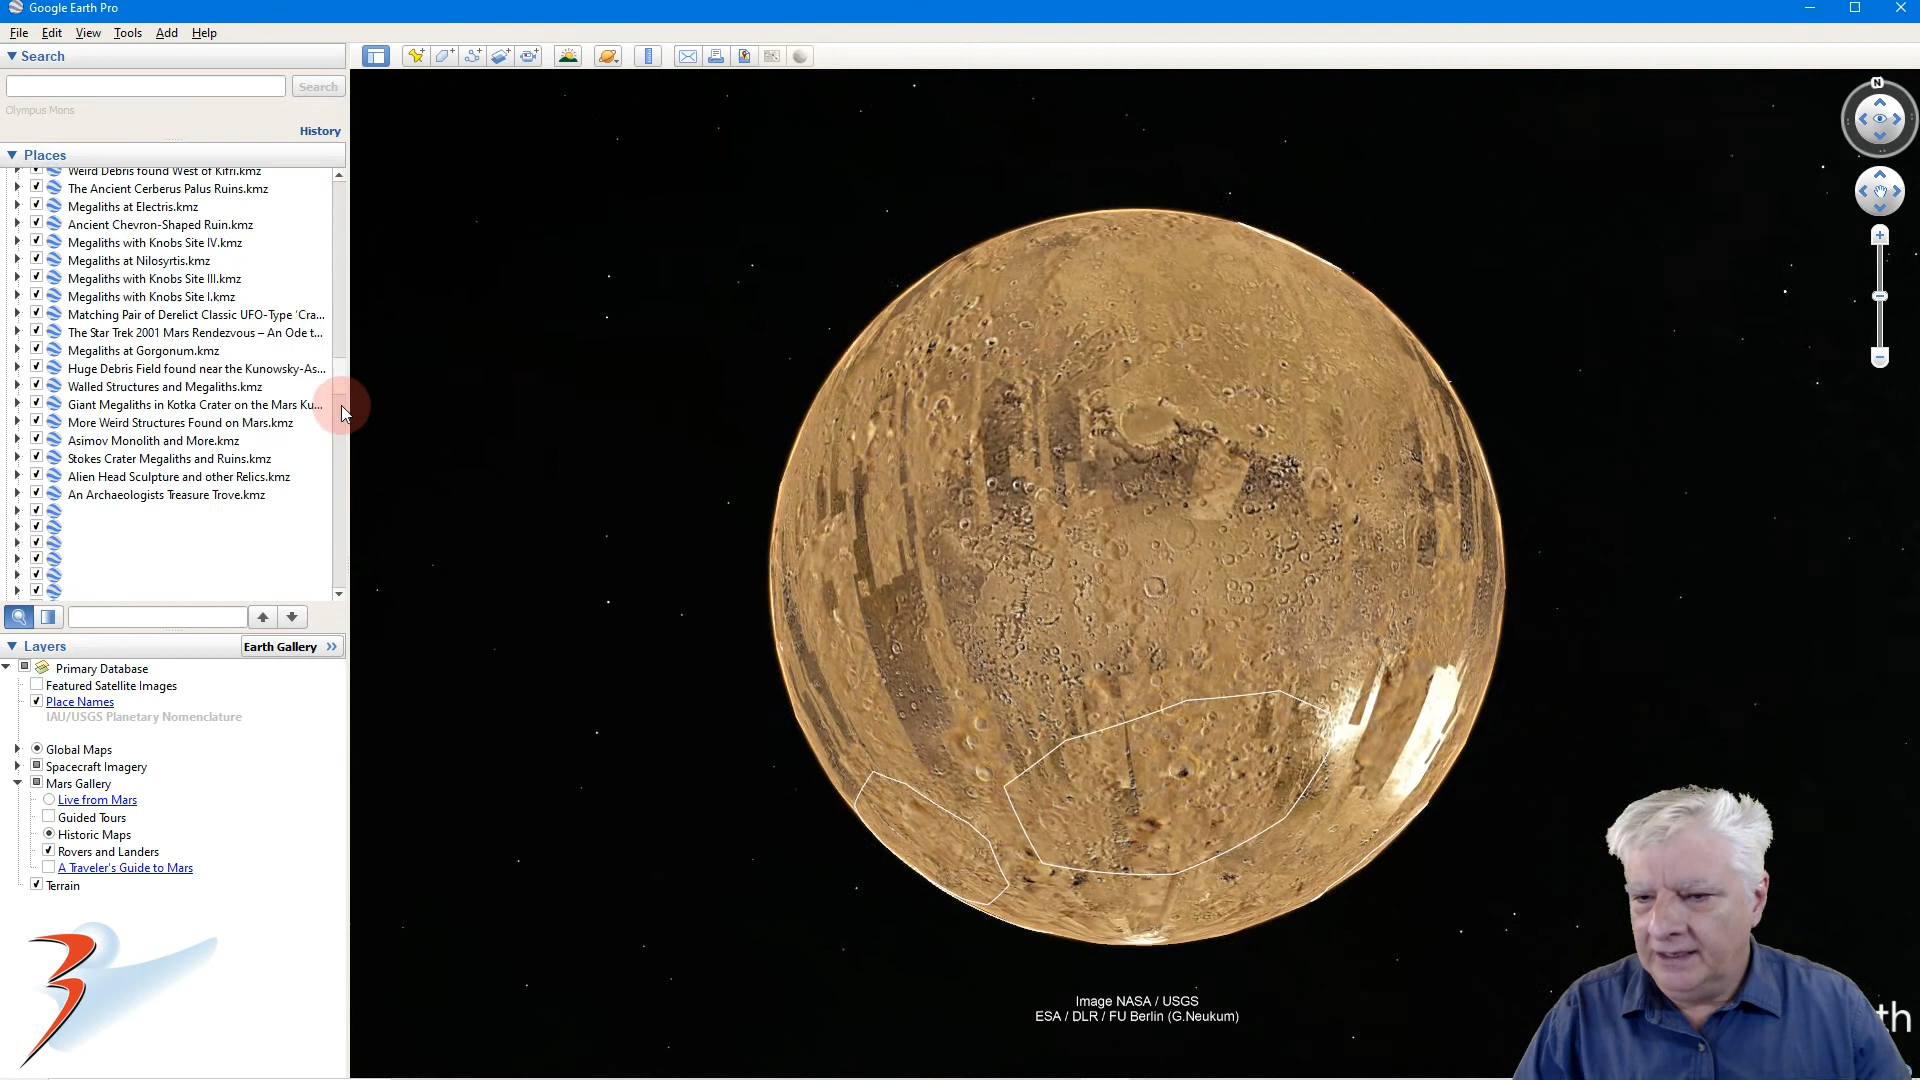 Google Earth Pro
File Edit View Tools Add Help
Search
Search
Olympus Mons
History
Places
Weird Debris found West of Kifri.kmz
The Ancient Cerberus Palus Ruins.kmz
Megaliths at Electris.kmz
Ancient Chevron-Shaped Ruin.kmz
Megaliths with Knobs Site IV.kmz
Megaliths at Nilosyrtis.kmz
Megaliths with Knobs Site III.kmz
Megaliths with Knobs Site I.kmz
Matching Pair of Derelict Classic UFO-Type ‘Cra...
The Star Trek 2001 Mars Rendezvous – An Ode t...
Megaliths at Gorgonum.kmz
Huge Debris Field found near the Kunowsky-As...
Walled Structures and Megaliths.kmz
Giant Megaliths in Kotka Crater on the Mars Ku...
More Weird Structures Found on Mars.kmz
Asimov Monolith and More.kmz
Stokes Crater Megaliths and Ruins.kmz
Alien Head Sculpture and other Relics.kmz
An Archaeologists Treasure Trove.kmz
Layers
Earth Gallery »
Primary Database
Featured Satellite Images
Place Names
IAU/USGS Planetary Nomenclature
Global Maps
Spacecraft Imagery
Mars Gallery
Live from Mars
Guided Tours
Historic Maps
Rovers and Landers
A Traveler's Guide to Mars
Terrain
N
Image NASA / USGS
ESA / DLR / FU Berlin (G.Neukum)
th